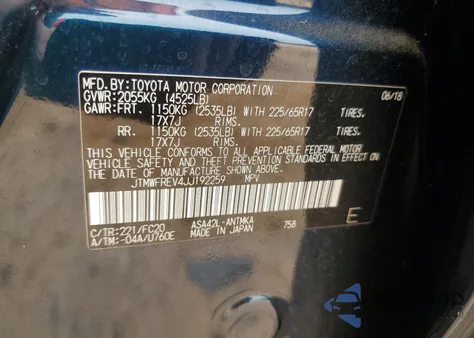 MFD.BY: TOYOTA MOTOR CORPORATION 06/18
GVWR: 2055KG (4525LB)
GAWR: FRT. 1150KG (2535LB) WITH 225/65R17 TIRES.
17X7J RIMS.
RR. 1150KG (2535LB) WITH 225/65R17 TIRES.
17X7J RIMS.
THIS VEHICLE CONFORMS TO ALL APPLICABLE FEDERAL MOTOR
VEHICLE SAFETY AND THEFT PREVENTION STANDARDS IN EFFECT ON
THE DATE OF MANUFACTURE SHOWN ABOVE.
JTMWFREV4JJ192259 MPV
C/TR: 221/FC20 ASA42L-ANTMKA 758 E
A/TM: -04A/U760E MADE IN JAPAN